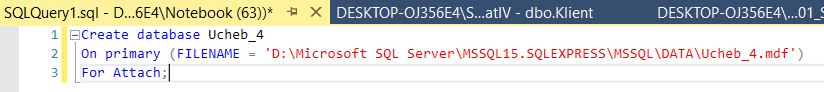 SQLQuery1.sql - D...6E4\Notebook (63))* DESKTOP-OJ356E4\S...atIV - dbo.Klient DESKTOP-OJ356E4\...01_S
1 Create database Ucheb_4
2 On primary (FILENAME = 'D:\Microsoft SQL Server\MSSQL15.SQLEXPRESS\MSSQL\DATA\Ucheb_4.mdf')
3 For Attach;